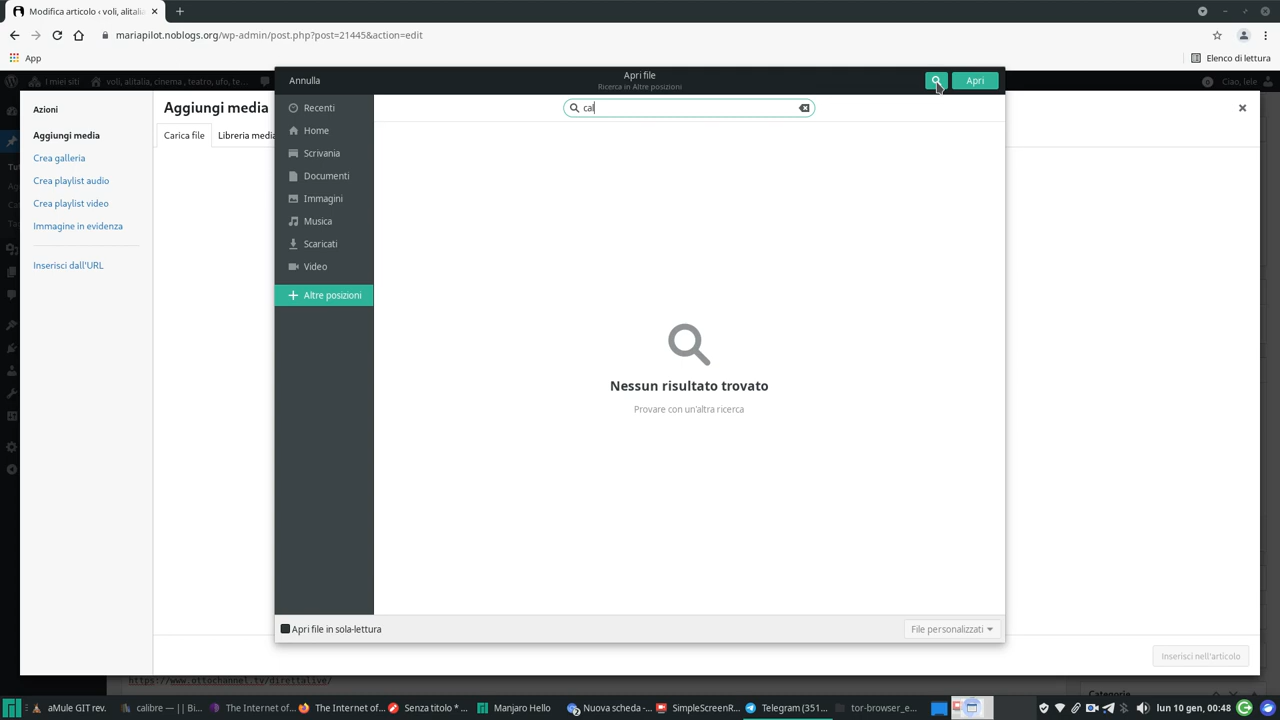 Modifica articolo ‹ voli, alitalia
mariapilot.noblogs.org/wp-admin/post.php?post=21445&action=edit
App
Elenco di lettura
I miei siti
voli, alitalia, cinema , teatro, ufo, te...
Ciao, lele
Annulla
Apri file
Ricerca in Altre posizioni
Apri
Azioni
Aggiungi media
Crea galleria
Crea playlist audio
Crea playlist video
Immagine in evidenza
Inserisci dall'URL
Aggiungi media
Carica file
Libreria media
Recenti
Home
Scrivania
Documenti
Immagini
Musica
Scaricati
Video
Altre posizioni
cal
Nessun risultato trovato
Provare con un'altra ricerca
Apri file in sola-lettura
File personalizzati
Inserisci nell'articolo
https://www.ottochannel.tv/direttalive/
Categorie
aMule GIT rev.
calibre — || Bi...
The Internet of...
The Internet of...
Senza titolo * ...
Manjaro Hello
Nuova scheda -...
SimpleScreenR...
Telegram (351...
tor-browser_e...
lun 10 gen, 00:48